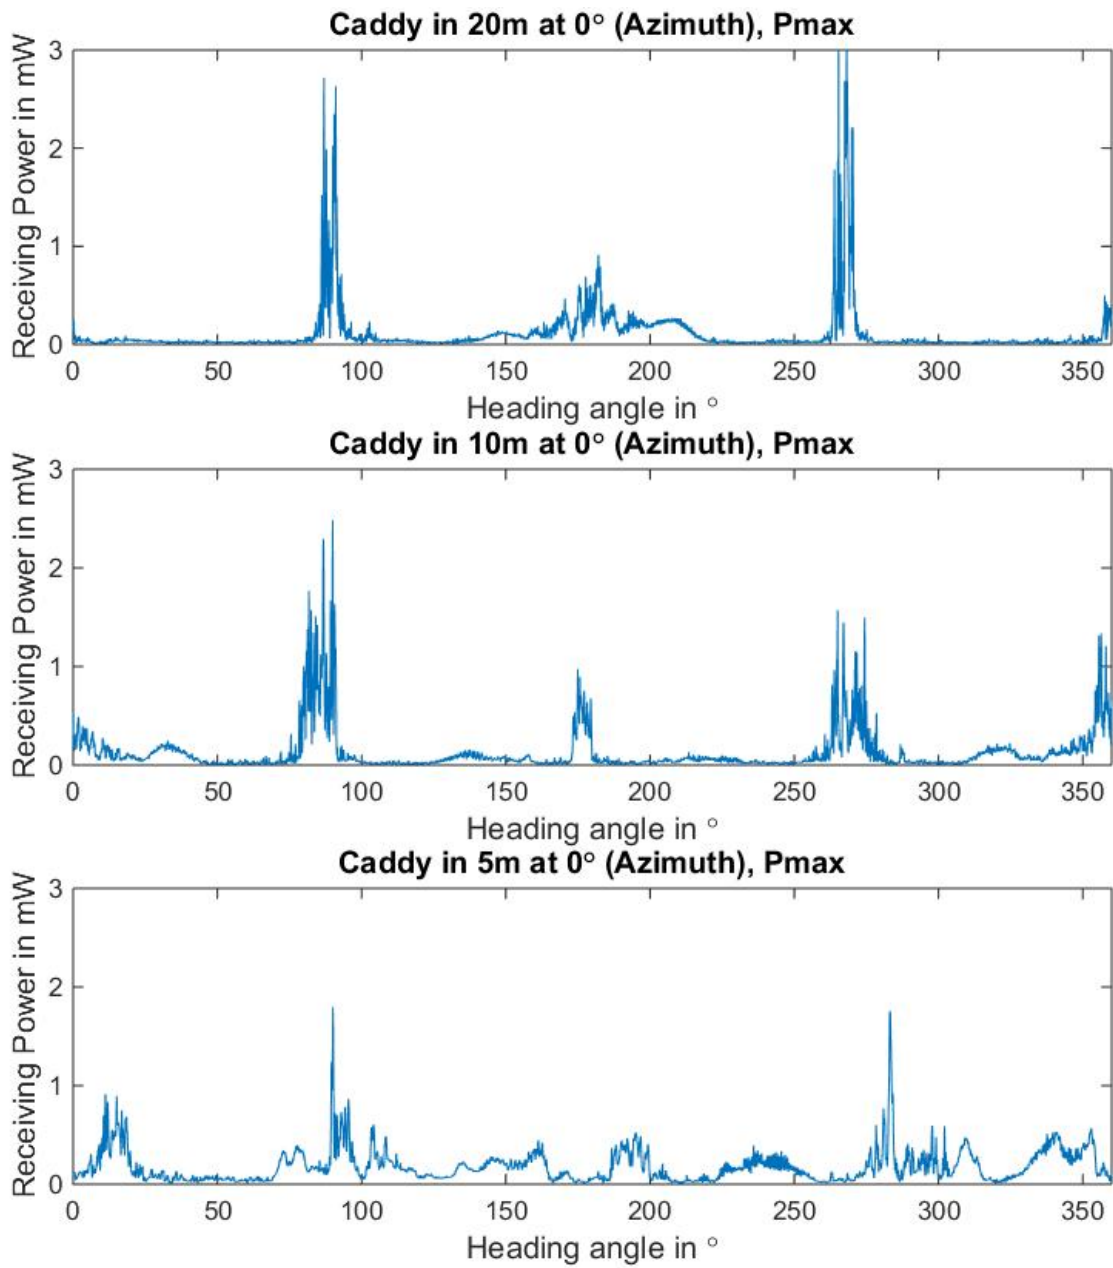 Caddy in 20m at 0° (Azimuth), Pmax
Receiving Power in mW
3
2
1
0
0 50 100 150 200 250 300 350
Heading angle in °
Caddy in 10m at 0° (Azimuth), Pmax
Receiving Power in mW
3
2
1
0
0 50 100 150 200 250 300 350
Heading angle in °
Caddy in 5m at 0° (Azimuth), Pmax
Receiving Power in mW
3
2
1
0
0 50 100 150 200 250 300 350
Heading angle in °